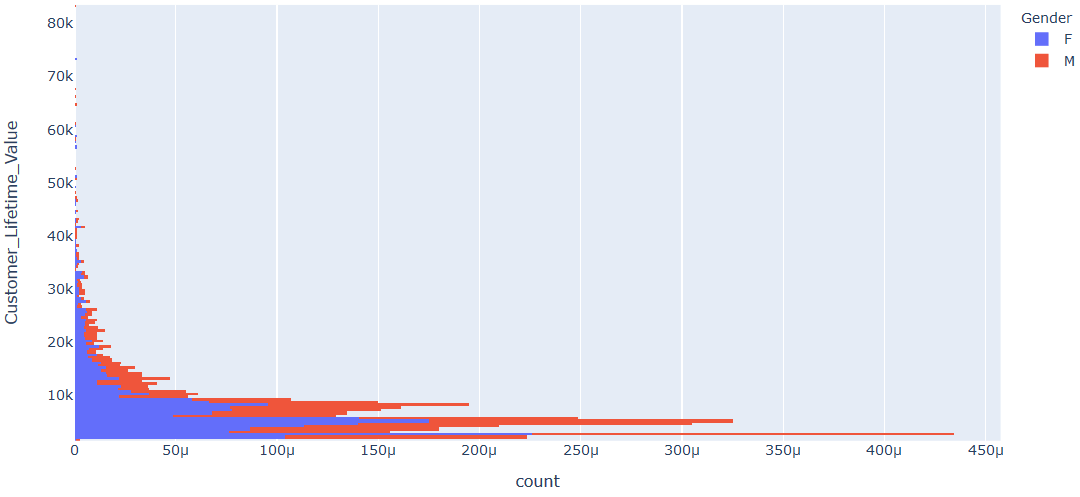 Gender
F
M
80k
70k
60k
50k
40k
30k
20k
10k
Customer_Lifetime_Value
0
50μ
100μ
150μ
200μ
250μ
300μ
350μ
400μ
450μ
count